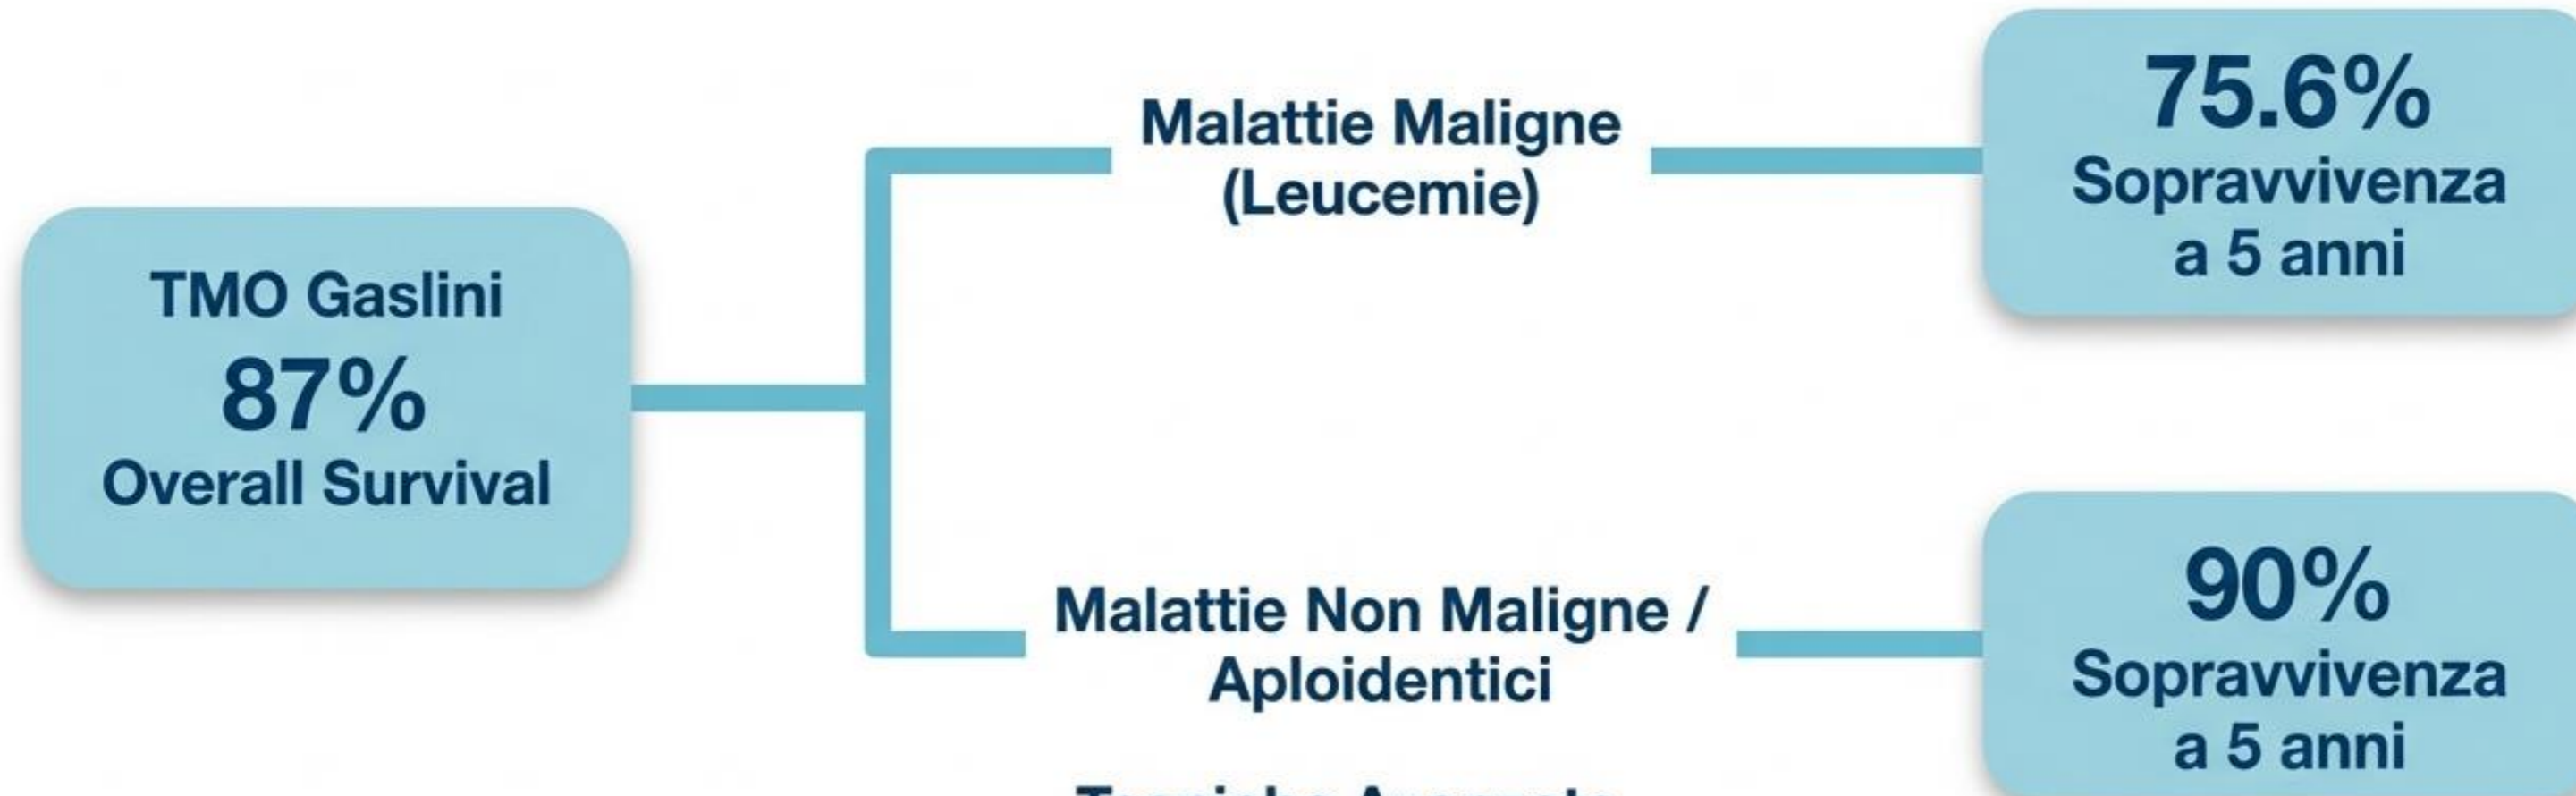 TMO Gaslini
87%
Overall Survival
Malattie Maligne
(Leucemie)
75.6%
Sopravvivenza
a 5 anni
Malattie Non Maligne /
Aploidentici
90%
Sopravvivenza
a 5 anni